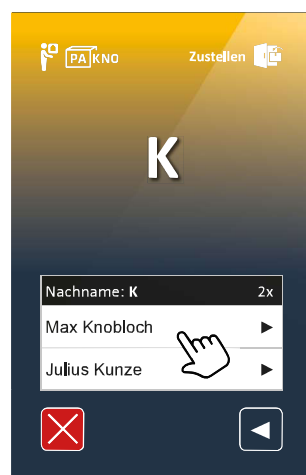 PAKNO
Zustellen
K
Nachname: K 2x
Max Knobloch
Julius Kunze